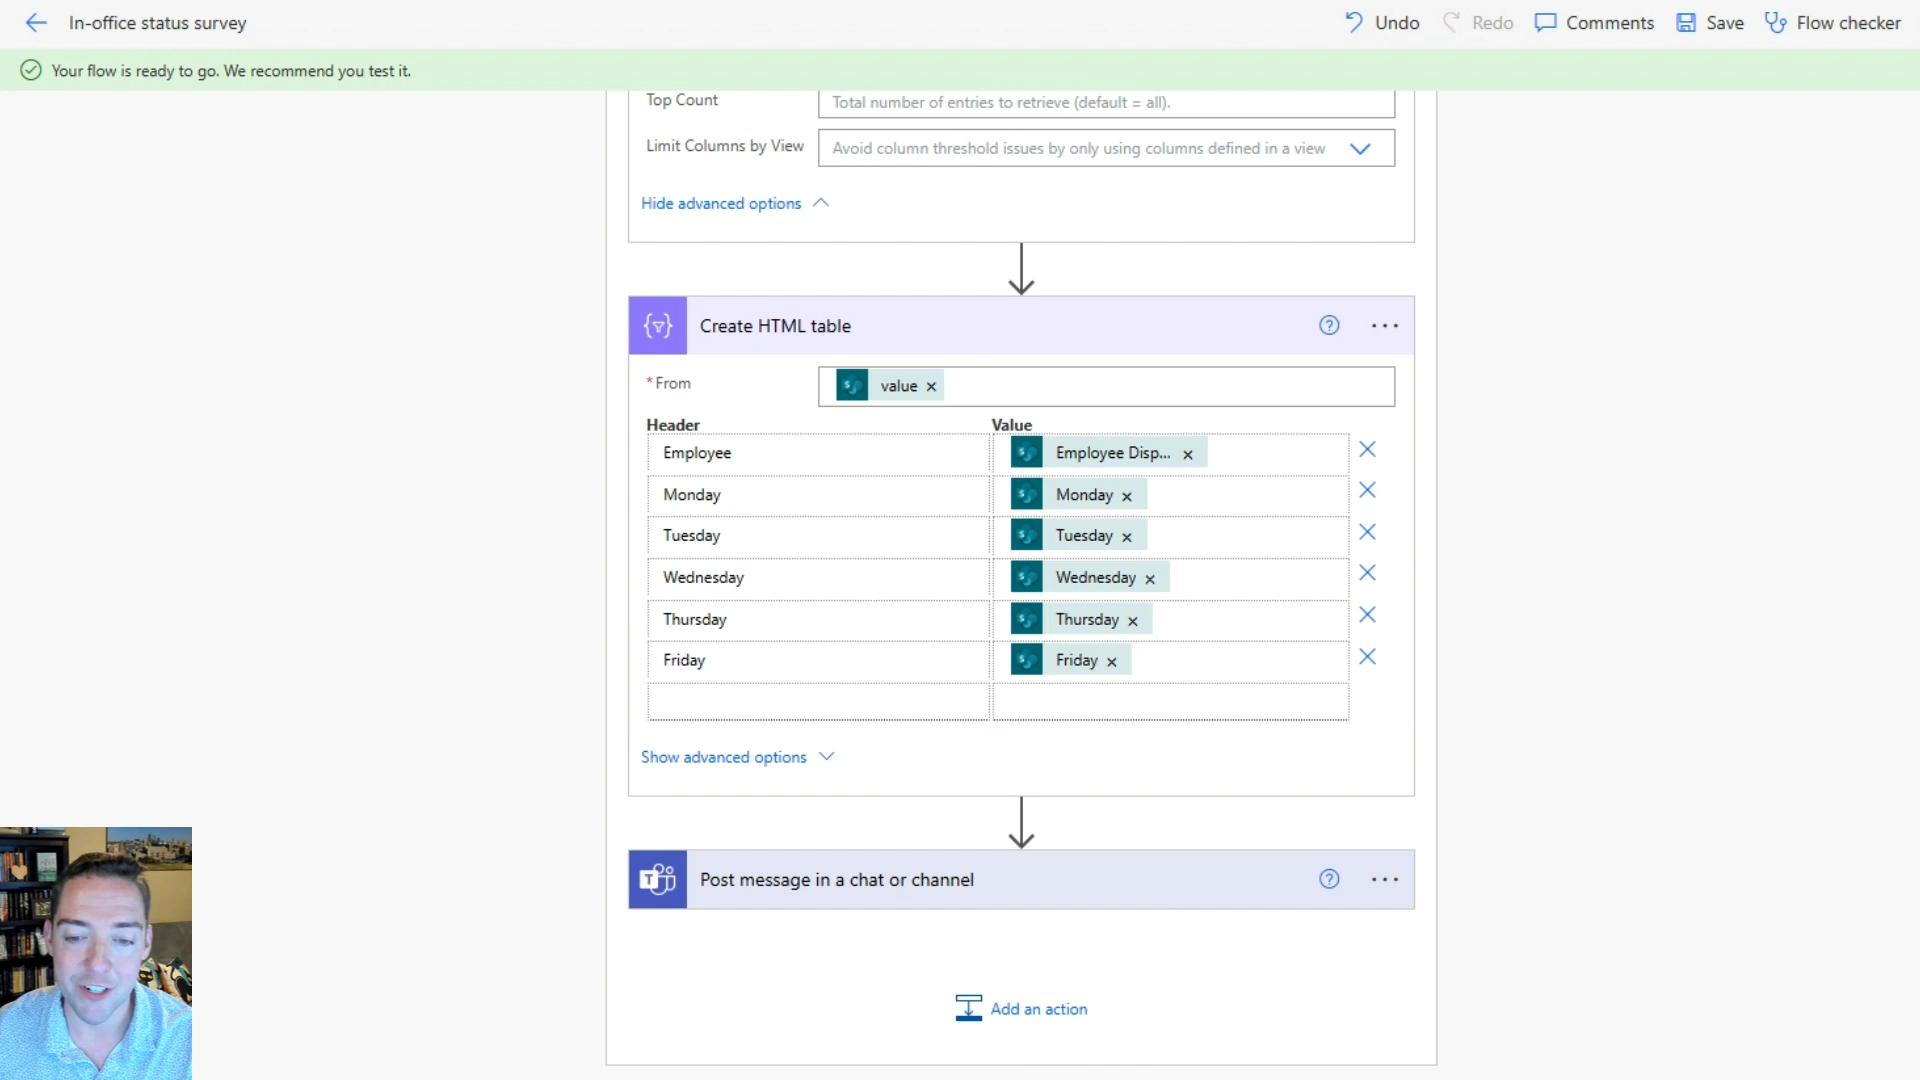 In-office status survey
Undo
Redo
Comments
Save
Flow checker
Your flow is ready to go. We recommend you test it.
Top Count
Total number of entries to retrieve (default = all).
Limit Columns by View
Avoid column threshold issues by only using columns defined in a view
Hide advanced options
Create HTML table
* From
value ×
Header
Value
Employee
Employee Disp... ×
Monday
Monday ×
Tuesday
Tuesday ×
Wednesday
Wednesday ×
Thursday
Thursday ×
Friday
Friday ×
Show advanced options
Post message in a chat or channel
Add an action